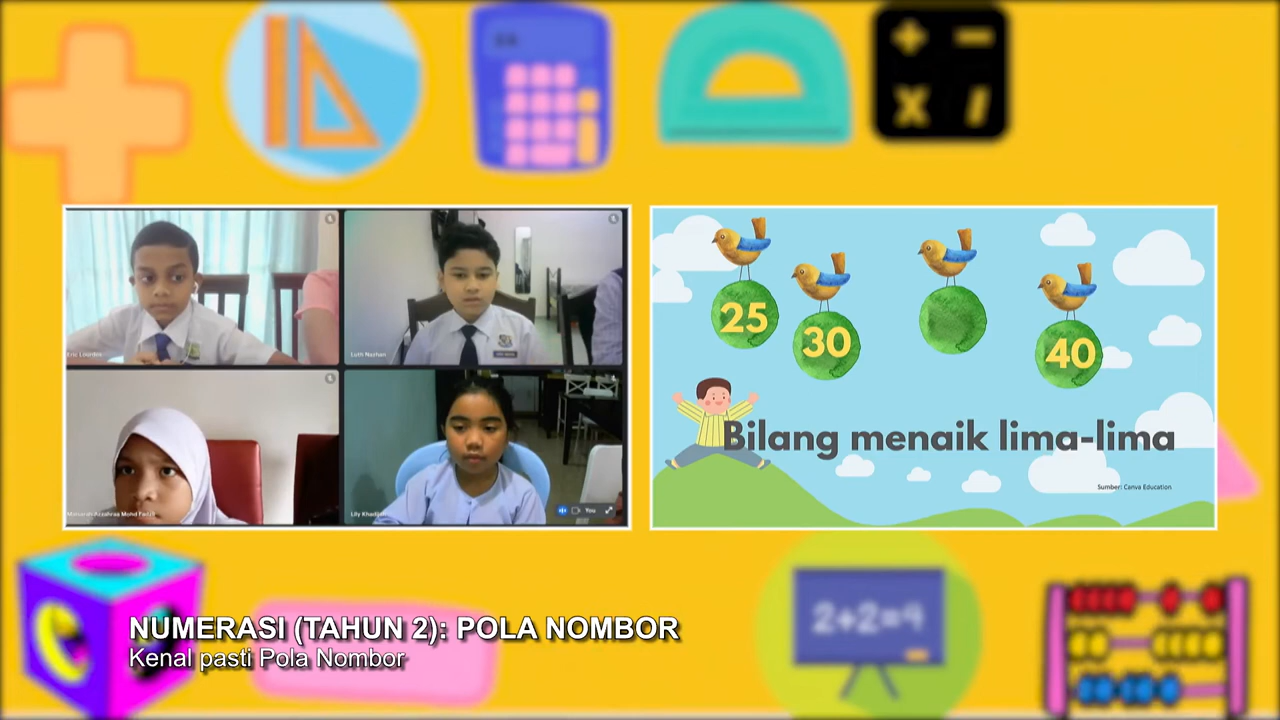 25
30
40
Bilang menaik lima-lima
Sumber: Canva Education
Eric Lourdes
Luth Nazhan
Lily Khadij
You
2+2=4
NUMERASI (TAHUN 2): POLA NOMBOR
Kenal pasti Pola Nombor